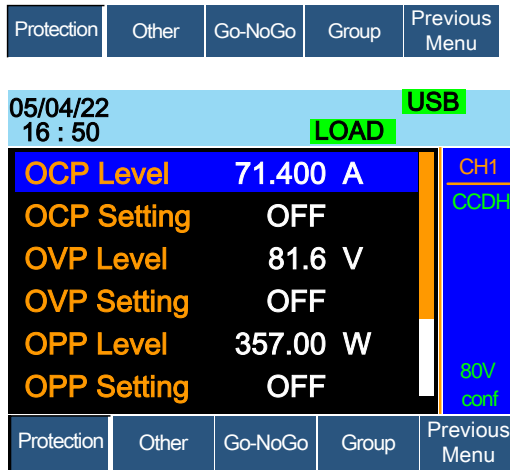 Protection Other Go-NoGo Group Previous Menu
05/04/22 USB
16 : 50 LOAD
OCP Level 71.400 A CH1
OCP Setting OFF CCDH
OVP Level 81.6 V
OVP Setting OFF
OPP Level 357.00 W
80V
OPP Setting OFF conf
Protection Other Go-NoGo Group Previous Menu